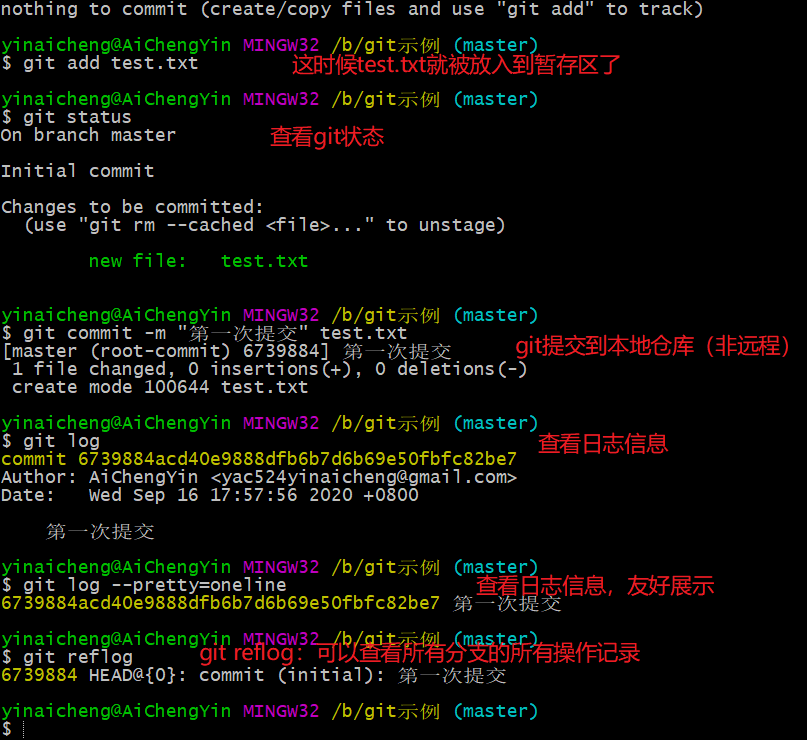 nothing to commit (create/copy files and use "git add" to track)
yinaicheng@AiChengYin MINGW32 /b/git示例 (master)
$ git add test.txt
这时候test.txt就被放入到暂存区了
yinaicheng@AiChengYin MINGW32 /b/git示例 (master)
$ git status
On branch master
查看git状态
Initial commit
Changes to be committed:
(use "git rm --cached <file>..." to unstage)
new file: test.txt
yinaicheng@AiChengYin MINGW32 /b/git示例 (master)
$ git commit -m "第一次提交" test.txt
[master (root-commit) 6739884] 第一次提交
git提交到本地仓库（非远程）
1 file changed, 0 insertions(+), 0 deletions(-)
create mode 100644 test.txt
yinaicheng@AiChengYin MINGW32 /b/git示例 (master)
$ git log
查看日志信息
commit 6739884acd40e9888dfb6b7d6b69e50fbfc82be7
Author: AiChengYin <yac524yinaicheng@gmail.com>
Date: Wed Sep 16 17:57:56 2020 +0800
第一次提交
yinaicheng@AiChengYin MINGW32 /b/git示例 (master)
$ git log --pretty=oneline
查看日志信息，友好展示
6739884acd40e9888dfb6b7d6b69e50fbfc82be7 第一次提交
yinaicheng@AiChengYin MINGW32 /b/git示例 (master)
$ git reflog
git reflog：可以查看所有分支的所有操作记录
6739884 HEAD@{0}: commit (initial): 第一次提交
yinaicheng@AiChengYin MINGW32 /b/git示例 (master)
$